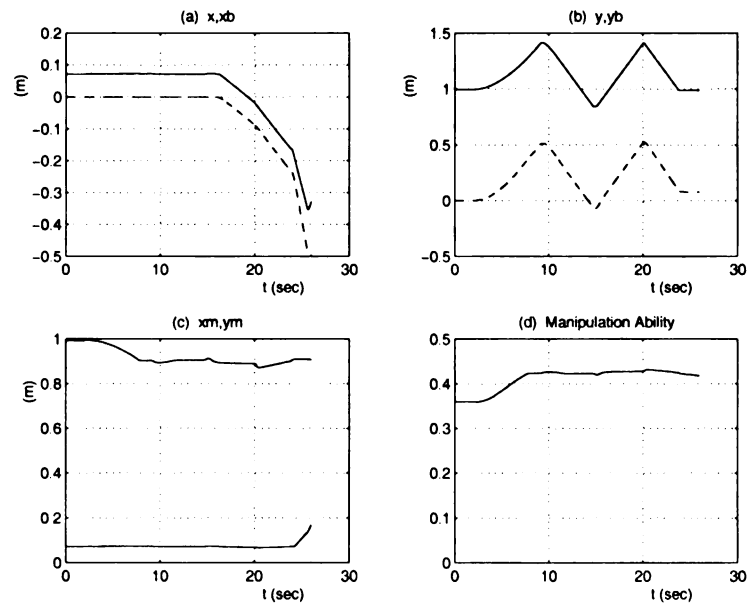 (a) x,xb
0.2
0.1
0
−0.1
−0.2
−0.3
−0.4
−0.5
(m)
0 10 20 30
t (sec)
(b) y,yb
1.5
1
0.5
0
−0.5
(m)
0 10 20 30
t (sec)
(c) xm,ym
1
0.8
0.6
0.4
0.2
0
(m)
0 10 20 30
t (sec)
(d) Manipulation Ability
0.5
0.4
0.3
0.2
0.1
0
0 10 20 30
t (sec)